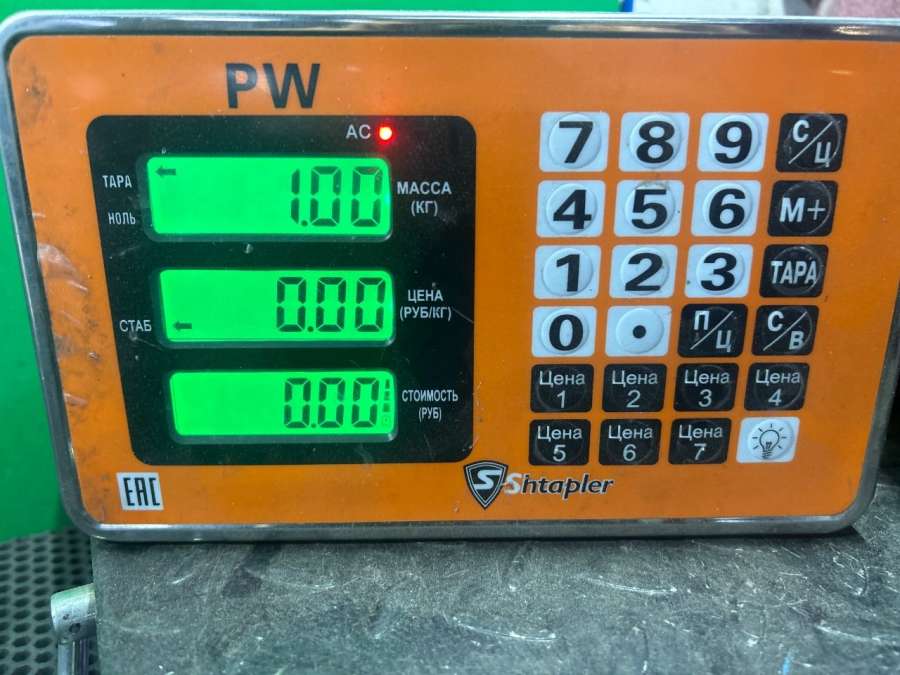 PW
AC
ТАРА
НОЛЬ
1.00
МАССА
(КГ)
СТАБ
0.00
ЦЕНА
(РУБ/КГ)
0.00
СТОИМОСТЬ
(РУБ)
EAC
Shtapler
7 8 9 С/Ц
4 5 6 М+
1 2 3 ТАРА
0 . П/Ц С/В
Цена 1 Цена 2 Цена 3 Цена 4
Цена 5 Цена 6 Цена 7